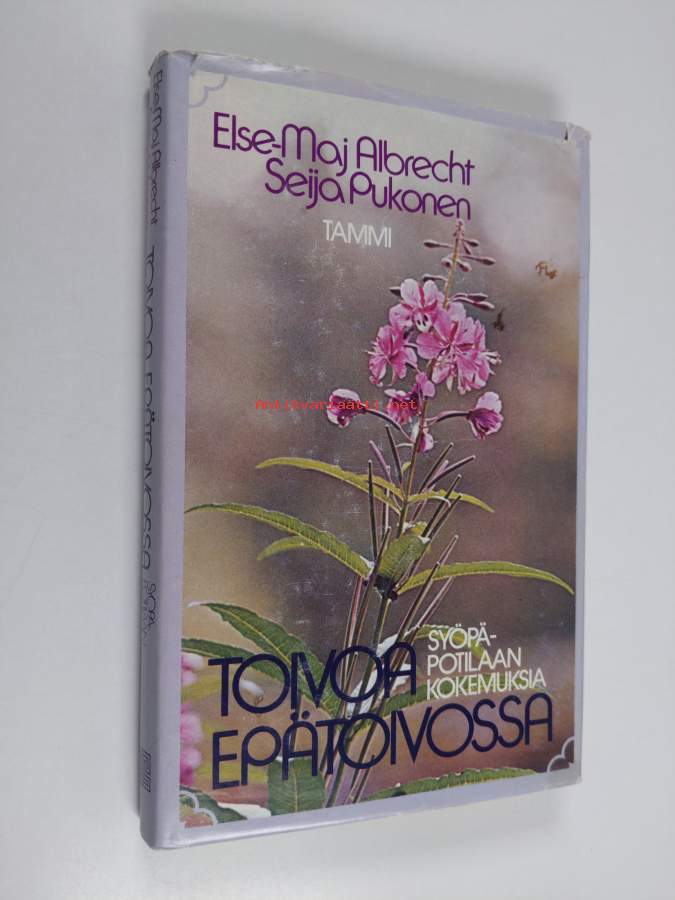 Else-Maj Albrecht
Seija Pukonen
TAMMI
Antikvariaatti.net
SYÖPÄ-
POTILAAN
KOKEMUKSIA
TOIVOA
EPÄTOIVOSSA
Else-Maj Albrecht TOIVOA EPÄTOIVOSSA